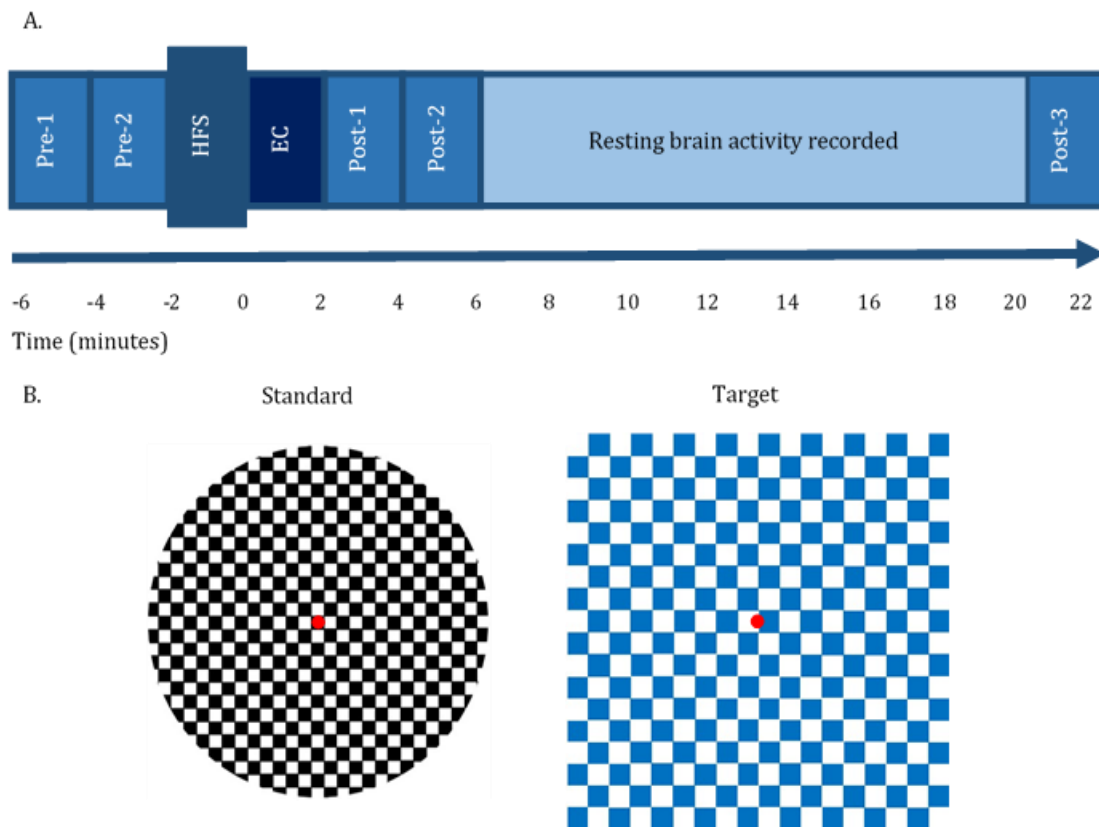 A.
Pre-1
Pre-2
HFS
EC
Post-1
Post-2
Resting brain activity recorded
Post-3
-6 -4 -2 0 2 4 6 8 10 12 14 16 18 20 22
Time (minutes)
B.
Standard
Target